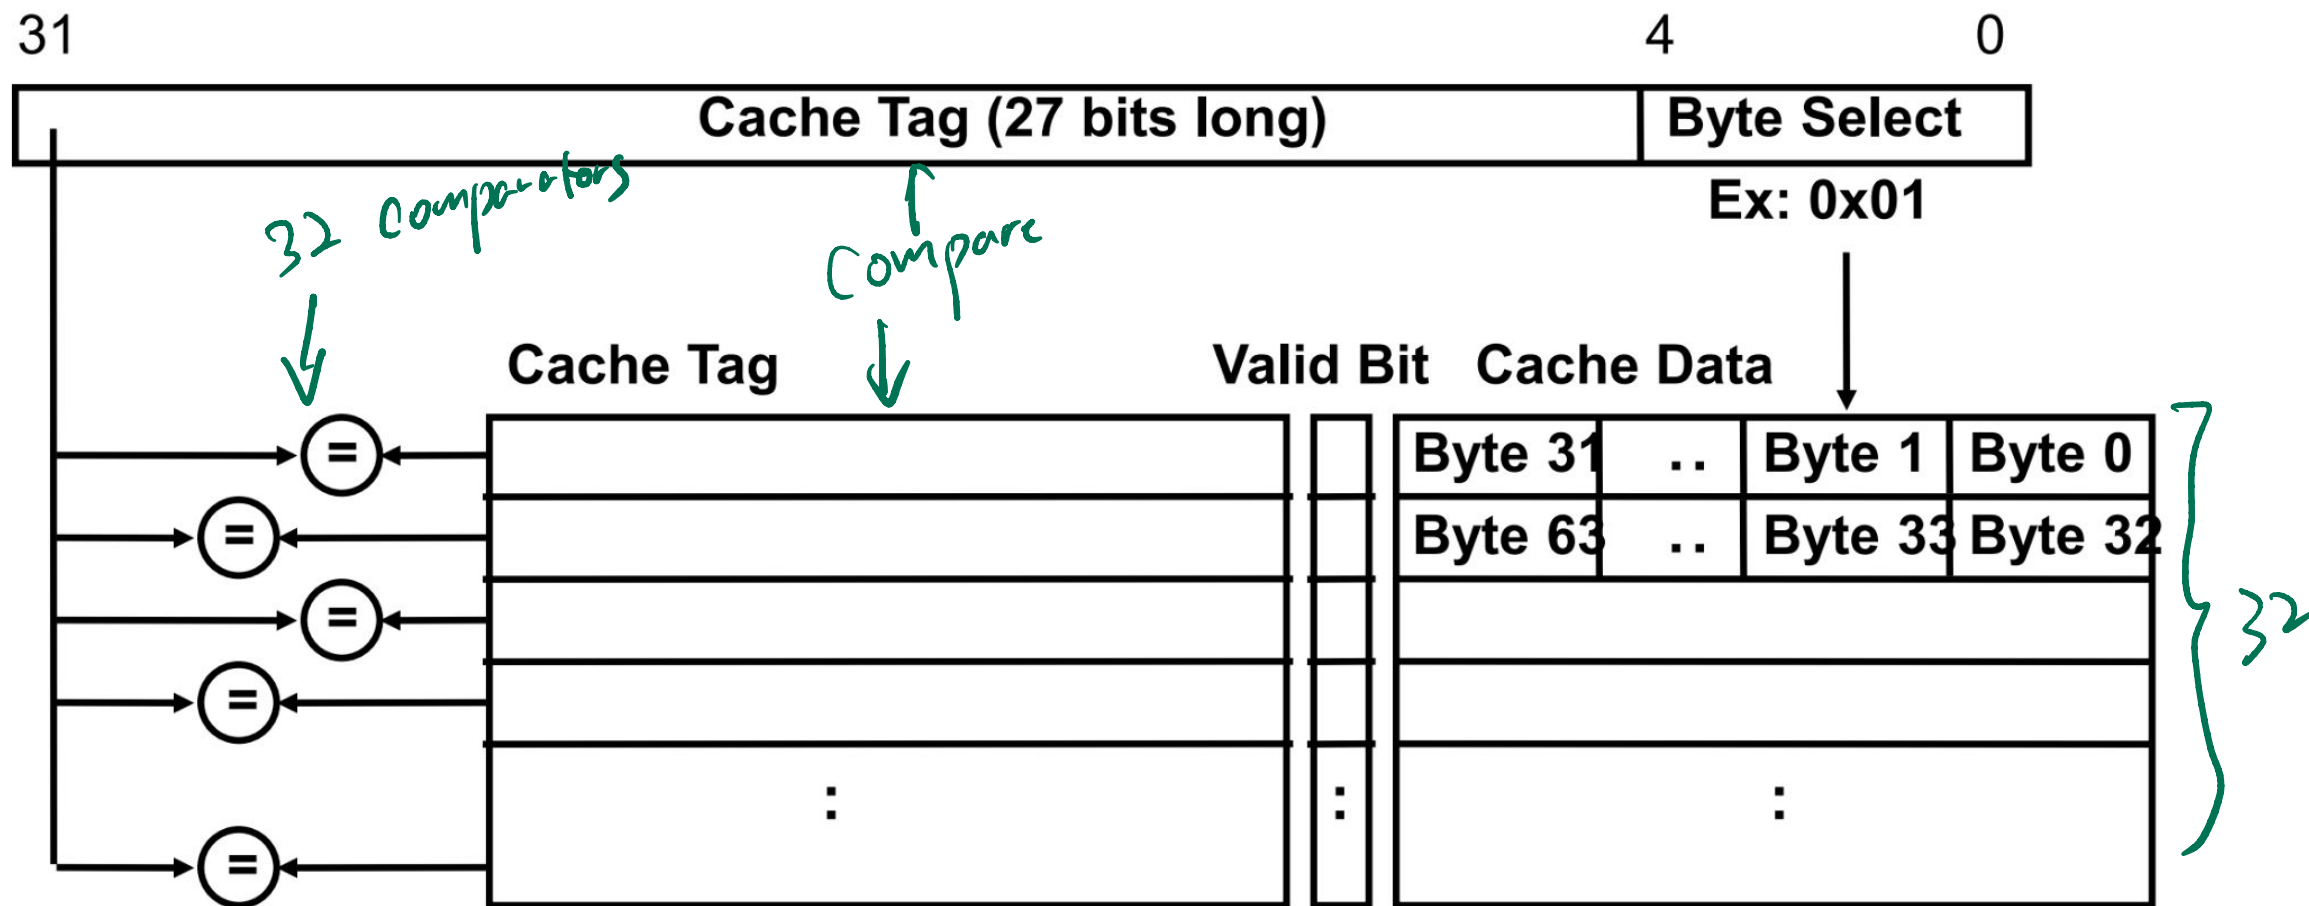 31 4 0
Cache Tag (27 bits long) Byte Select
32 comparators
Compare
Ex: 0x01
Cache Tag Valid Bit Cache Data
= Byte 31 .. Byte 1 Byte 0
= Byte 63 .. Byte 33 Byte 32
=
32
=
: : :
=